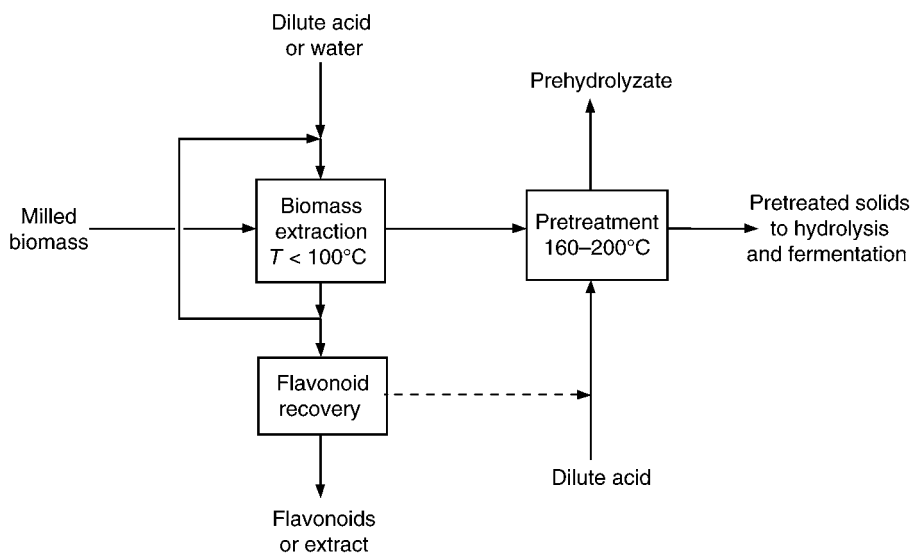 Dilute acid
or water
Prehydrolyzate
Milled
biomass
Biomass
extraction
T < 100°C
Pretreatment
160–200°C
Pretreated solids
to hydrolysis
and fermentation
Flavonoid
recovery
Dilute acid
Flavonoids
or extract